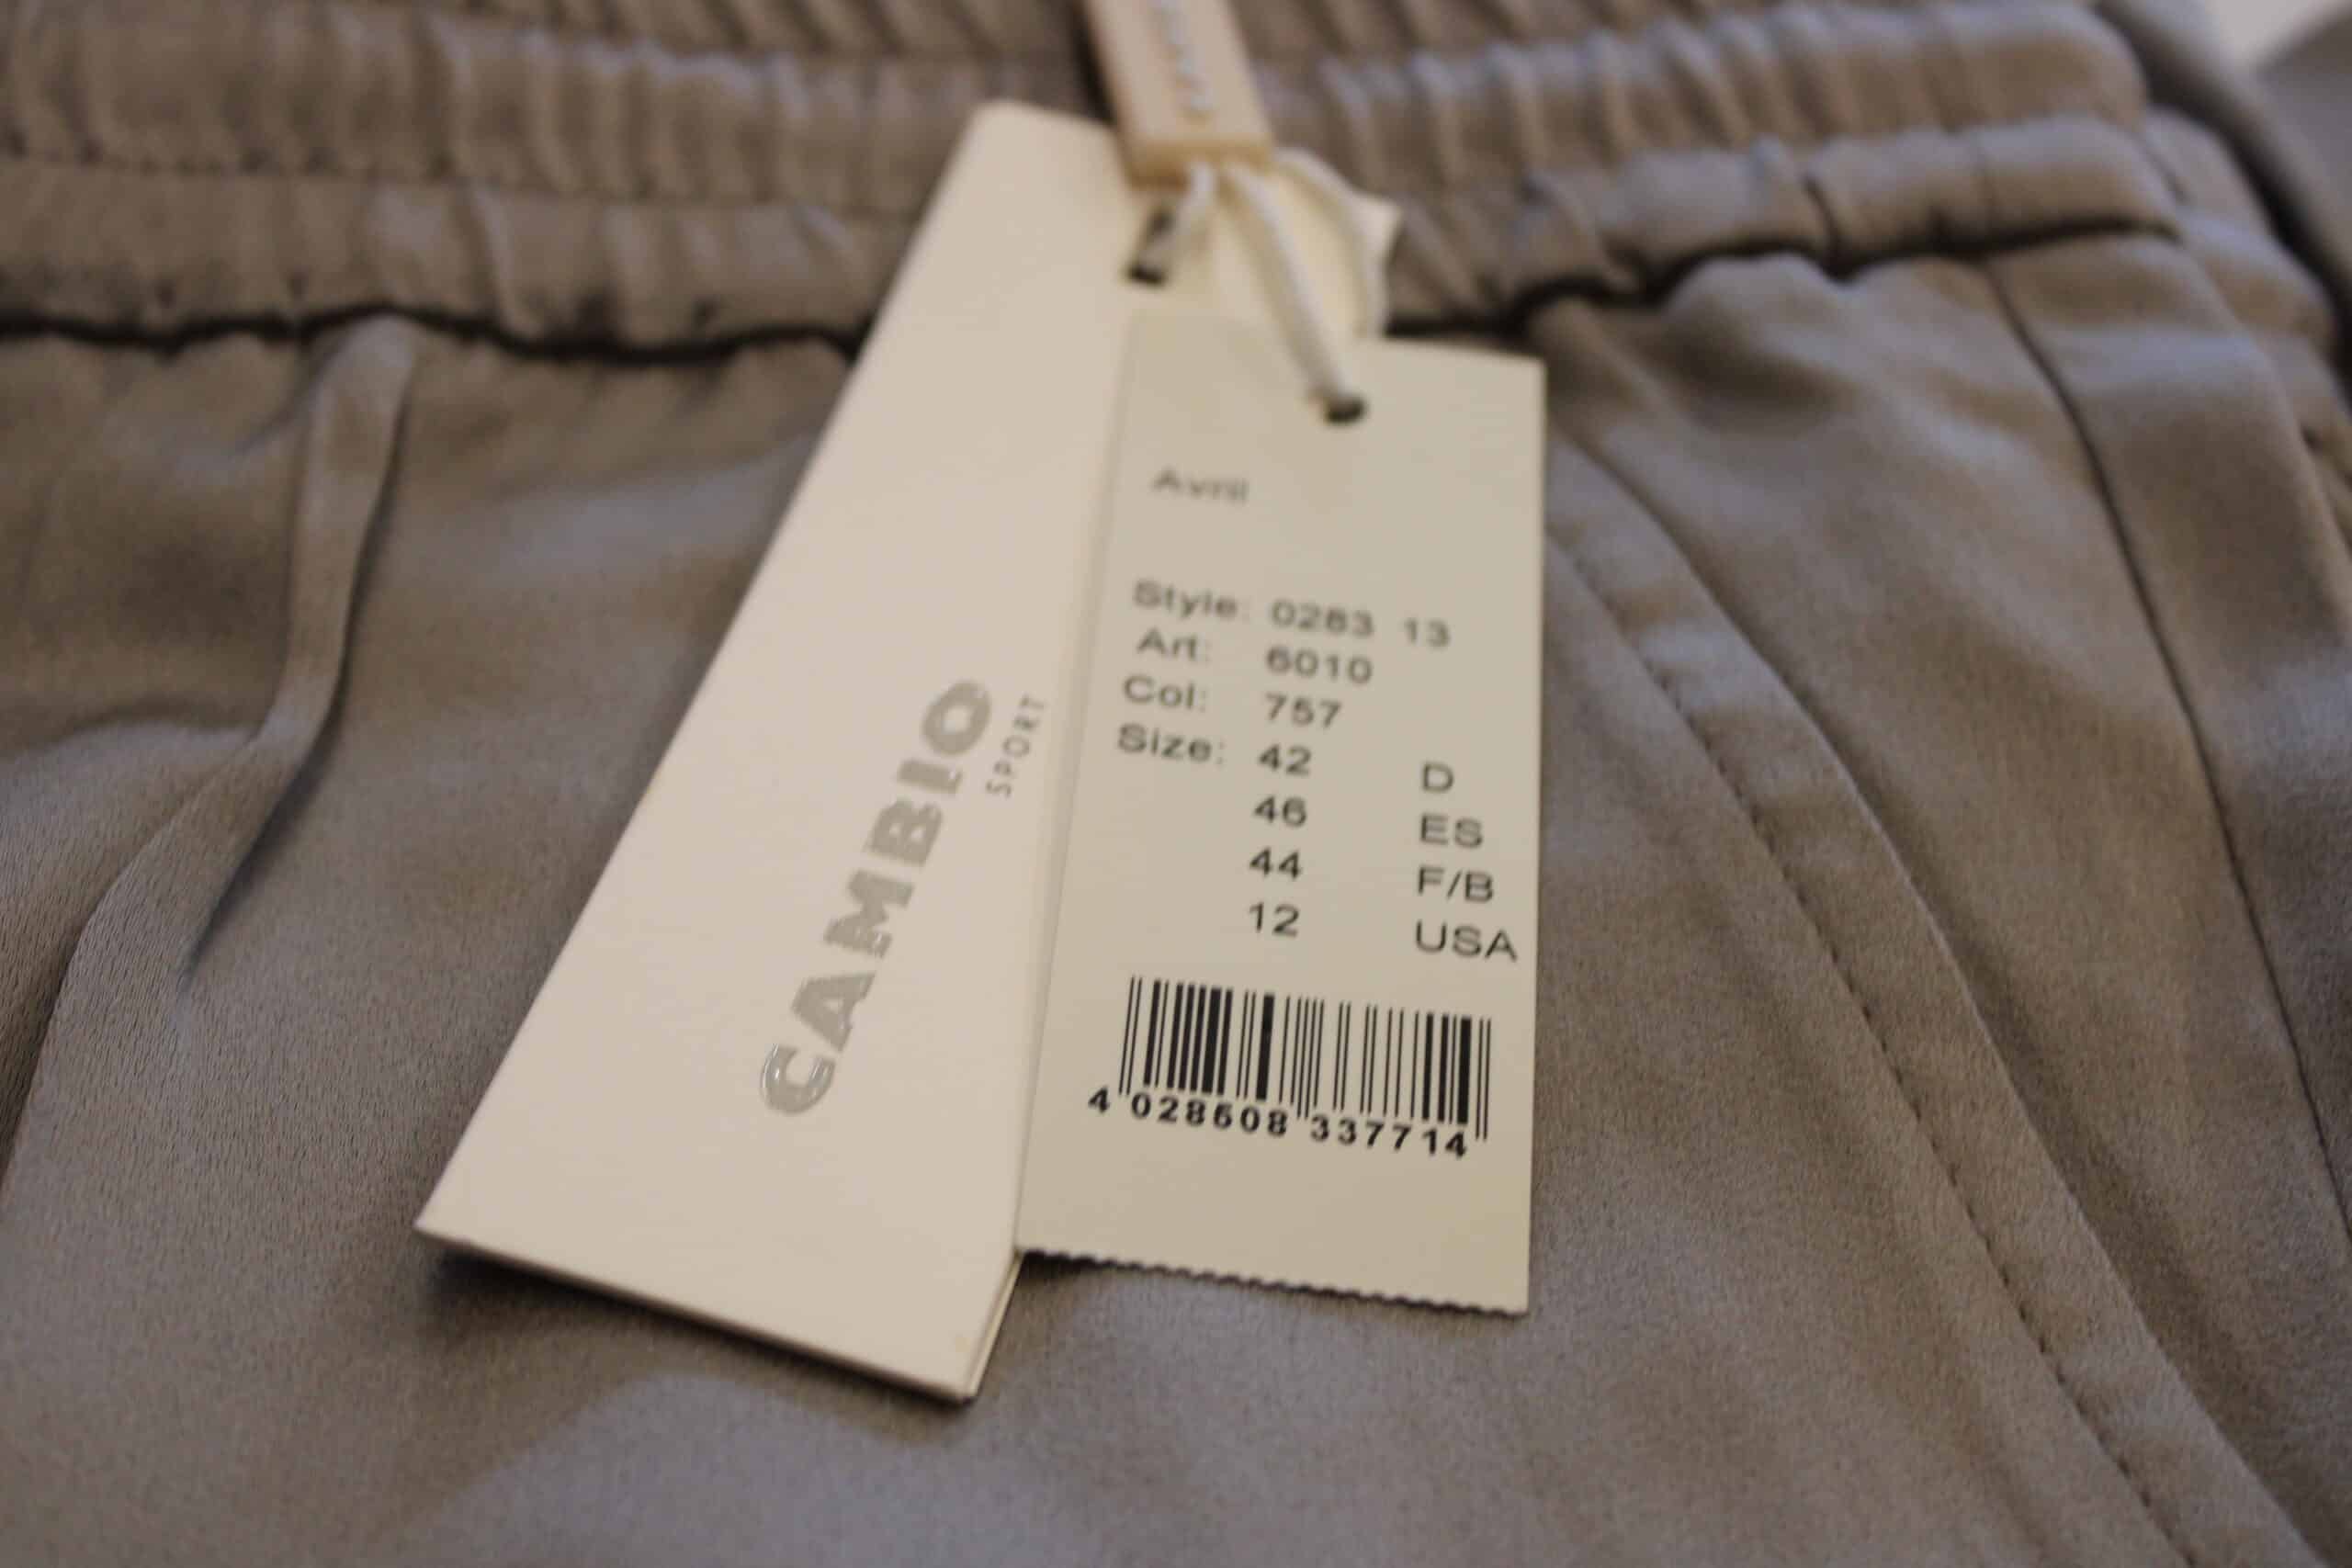 CAMBIO
SPORT
Avril
Style: 0283 13
Art: 6010
Col: 757
Size: 42 D
46 ES
44 F/B
12 USA
4 028508 337714